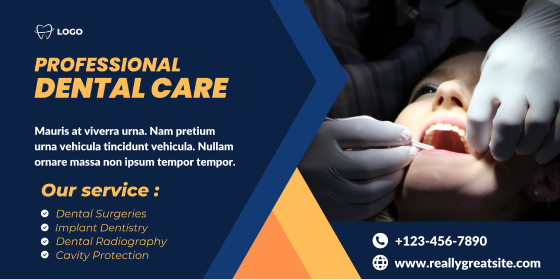 LOGO
PROFESSIONAL
DENTAL CARE
Mauris at viverra urna. Nam pretium
urna vehicula tincidunt vehicula. Nullam
ornare massa non ipsum tempor tempor.
Our service :
Dental Surgeries
Implant Dentistry
Dental Radiography
Cavity Protection
+123-456-7890
www.reallygreatsite.com